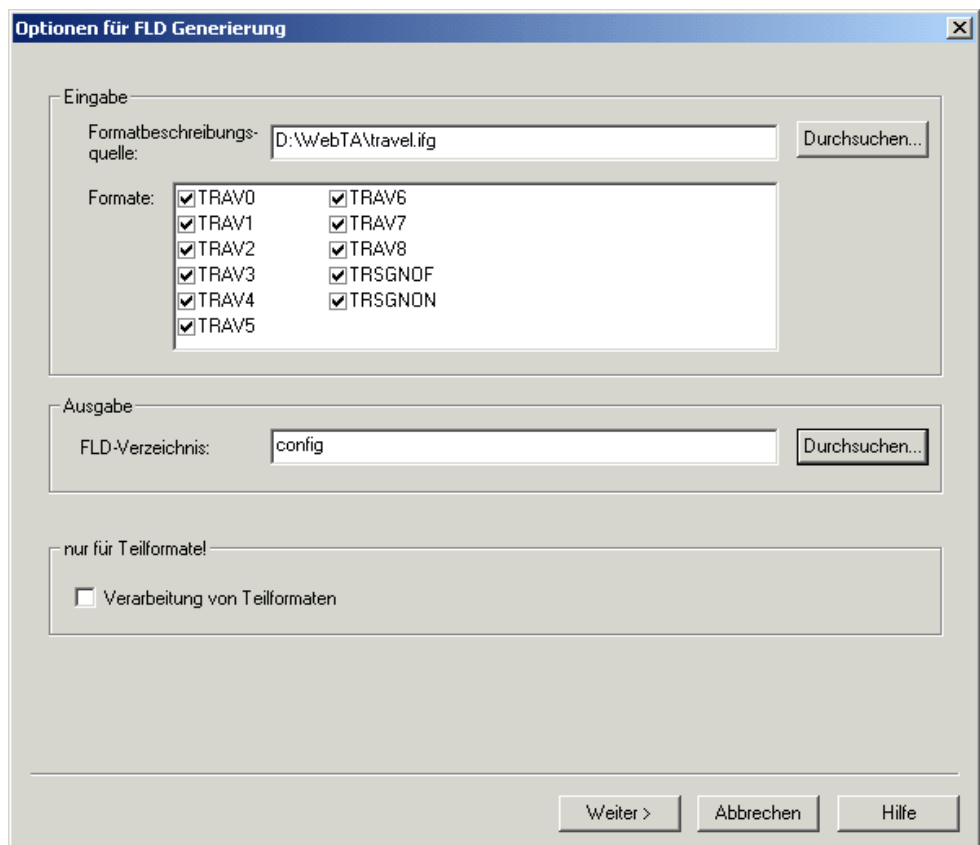 Optionen für FLD Generierung
Eingabe
Formatbeschreibungs-
quelle:
D:\WebTA\travel.ifg
Durchsuchen...
Formate:
TRAV0
TRAV6
TRAV1
TRAV7
TRAV2
TRAV8
TRAV3
TRSGNOF
TRAV4
TRSGNON
TRAV5
Ausgabe
FLD-Verzeichnis:
config
Durchsuchen...
nur für Teilformate!
Verarbeitung von Teilformaten
Weiter >
Abbrechen
Hilfe